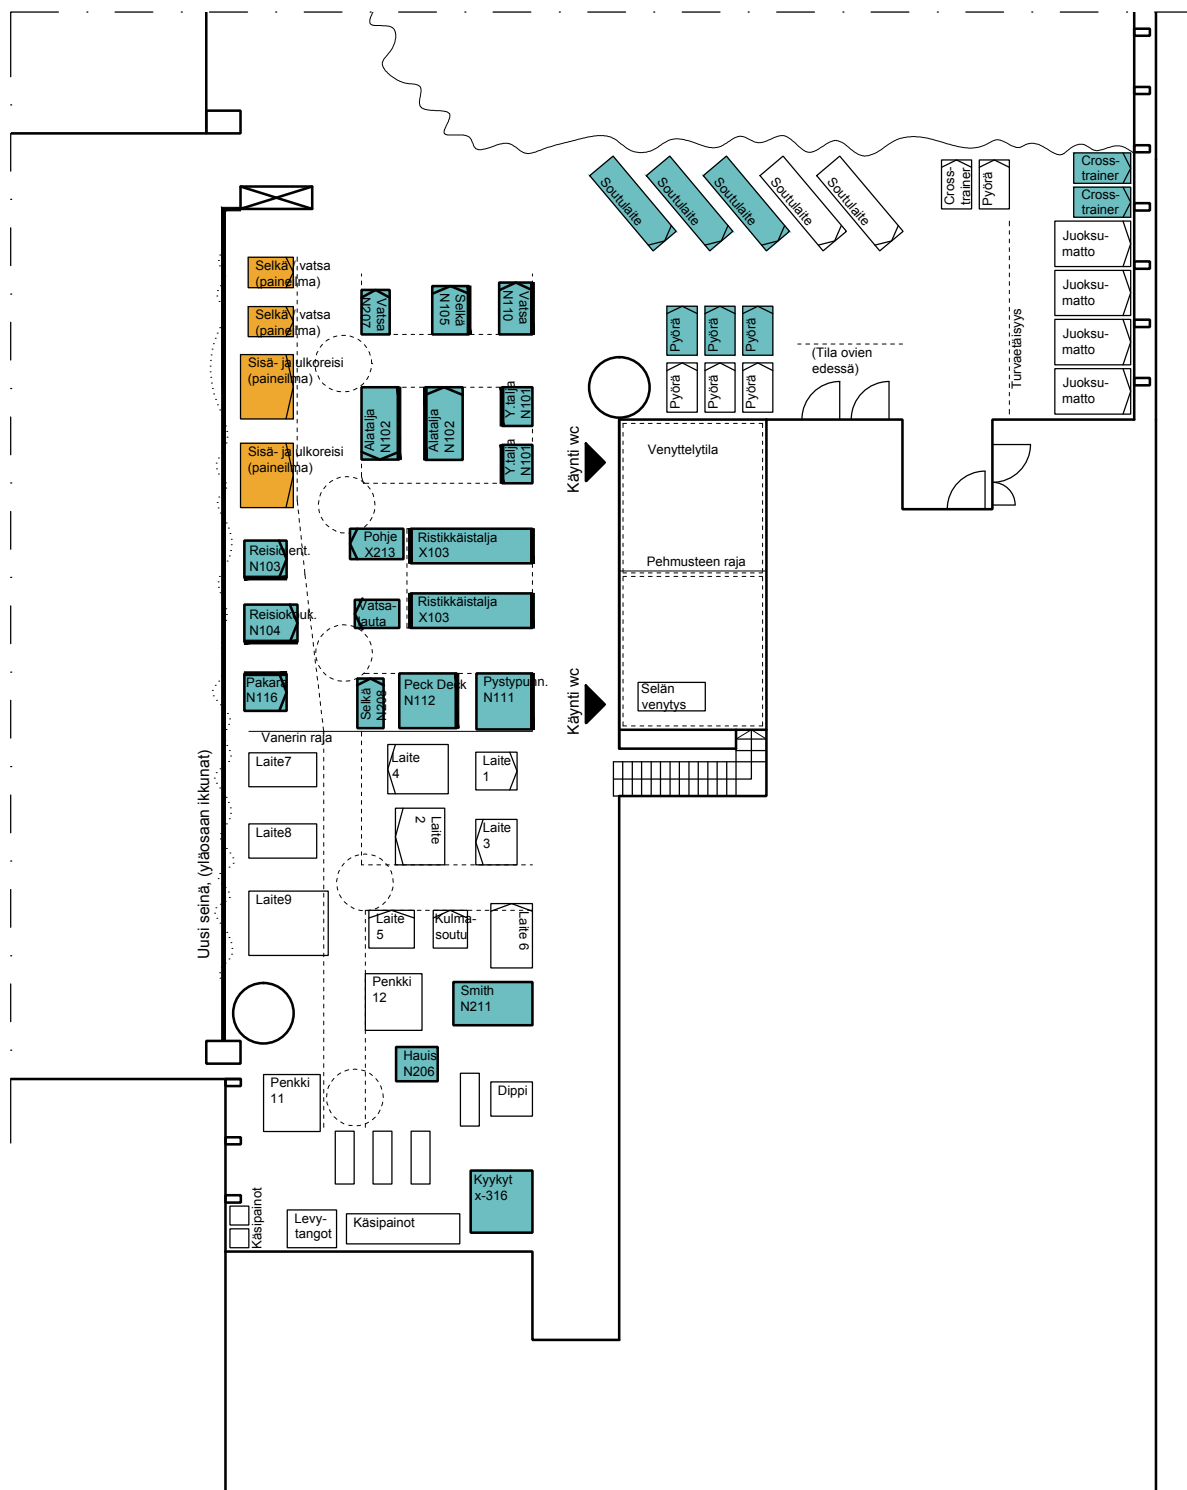 Soutulaite
Soutulaite
Soutulaite
Soutulaite
Soutulaite
Cross-
trainer
Pyörä
Cross-
trainer
Cross-
trainer
Juoksu-
matto
Juoksu-
matto
Juoksu-
matto
Juoksu-
matto
Turvaetäisyys
(Tila ovien
edessä)
Pyörä
Pyörä
Pyörä
Pyörä
Pyörä
Pyörä
Selkä/ vatsa
(paineilma)
Selkä/ vatsa
(paineilma)
Sisä- ja ulkoreisi
(paineilma)
Sisä- ja ulkoreisi
(paineilma)
Vatsa
N207
Selkä
N105
Vatsa
N110
Alatalja
N102
Alatalja
N102
Y.talja
N101
Y.talja
N101
Käynti wc
Venyttelytila
Pehmusteen raja
Selän
venytys
Käynti wc
Reisiojent.
N103
Pohje
X213
Ristikkäistalja
X103
Reisiokouk.
N104
Vatsa-
lauta
Ristikkäistalja
X103
Pakara
N116
Selkä
N208
Peck Deck
N112
Pystypunn.
N111
Vanerin raja
Uusi seinä, (yläosaan ikkunat)
Laite7
Laite
4
Laite
1
Laite8
Laite
2
Laite
3
Laite9
Laite
5
Kulma-
soutu
Laite 6
Penkki
12
Smith
N211
Hauis
N206
Penkki
11
Dippi
Kyykyt
x-316
Käsipainot
Levy-
tangot
Käsipainot